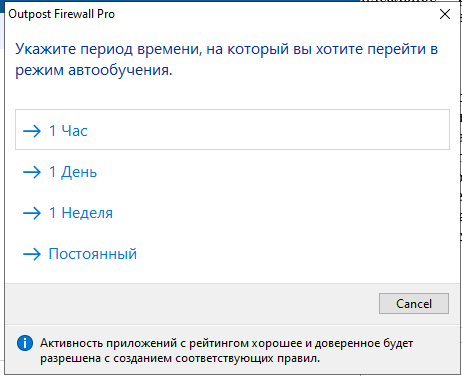 Outpost Firewall Pro
Укажите период времени, на который вы хотите перейти в
режим автообучения.
1 Час
1 День
1 Неделя
Постоянный
Cancel
Активность приложений с рейтингом хорошее и доверенное будет
разрешена с созданием соответствующих правил.